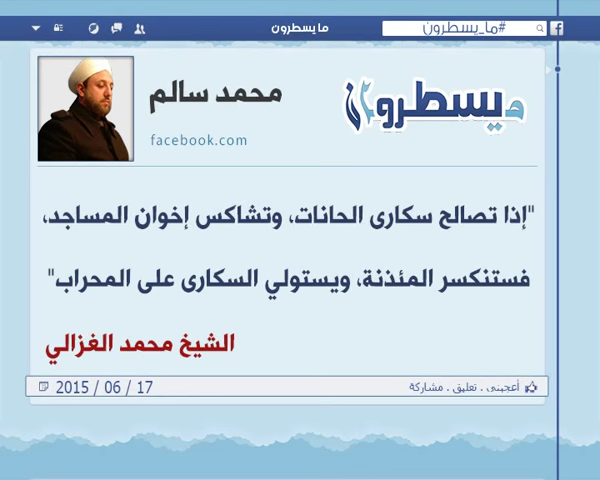 #ما_يسطرون
ما يسطرون
ما يسطرون
محمد سالم
facebook.com
"إذا تصالح سكارى الحانات، وتشاكس إخوان المساجد،
فستنكسر المئذنة، ويستولي السكارى على المحراب"
الشيخ محمد الغزالي
أعجبني . تعليق . مشاركة
2015 / 06 / 17